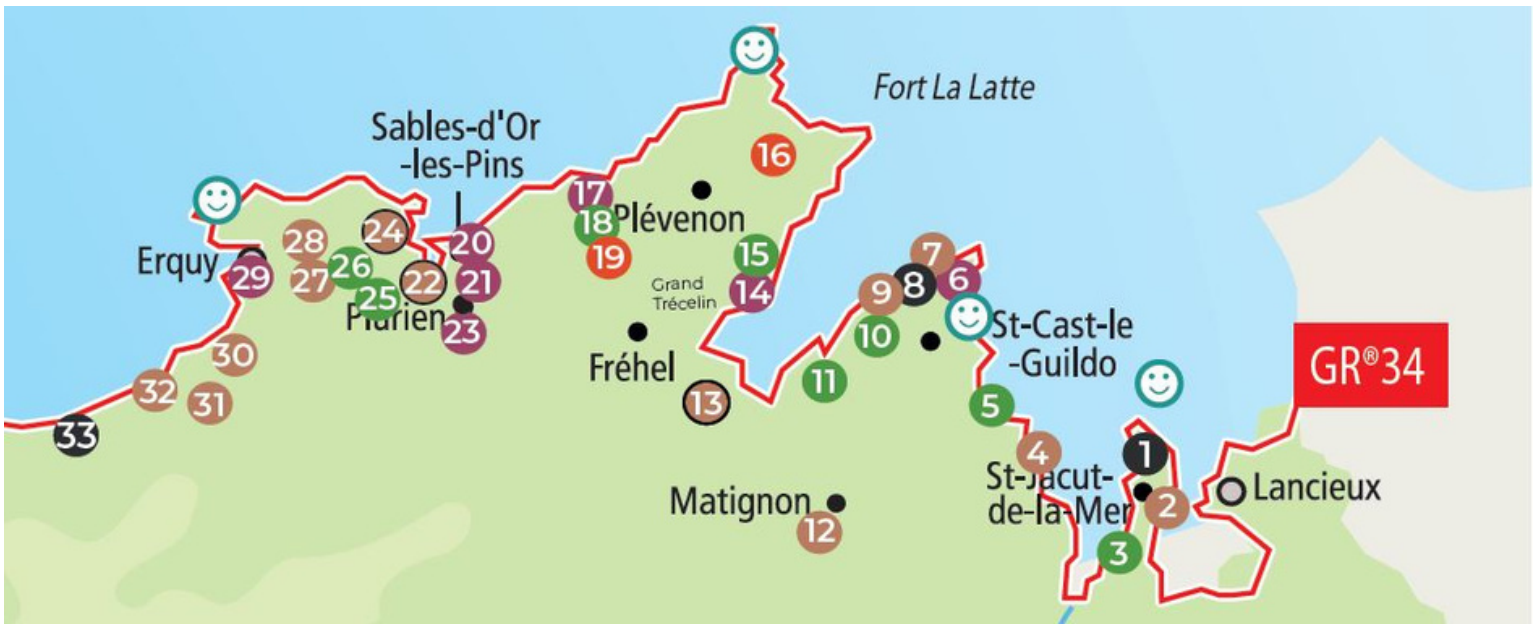 Fort La Latte
Sables-d'Or
-les-Pins
16
17
Plévenon
18
24
28
20
19
15
7
Erquy
29
27
26
22
21
Grand
Trécelin
14
9
8
6
25
Plurien
23
10
St-Cast-le
-Guildo
GR®34
30
Fréhel
11
32
31
13
5
33
4
1
St-Jacut-
de-la-Mer
2
Lancieux
Matignon
12
3